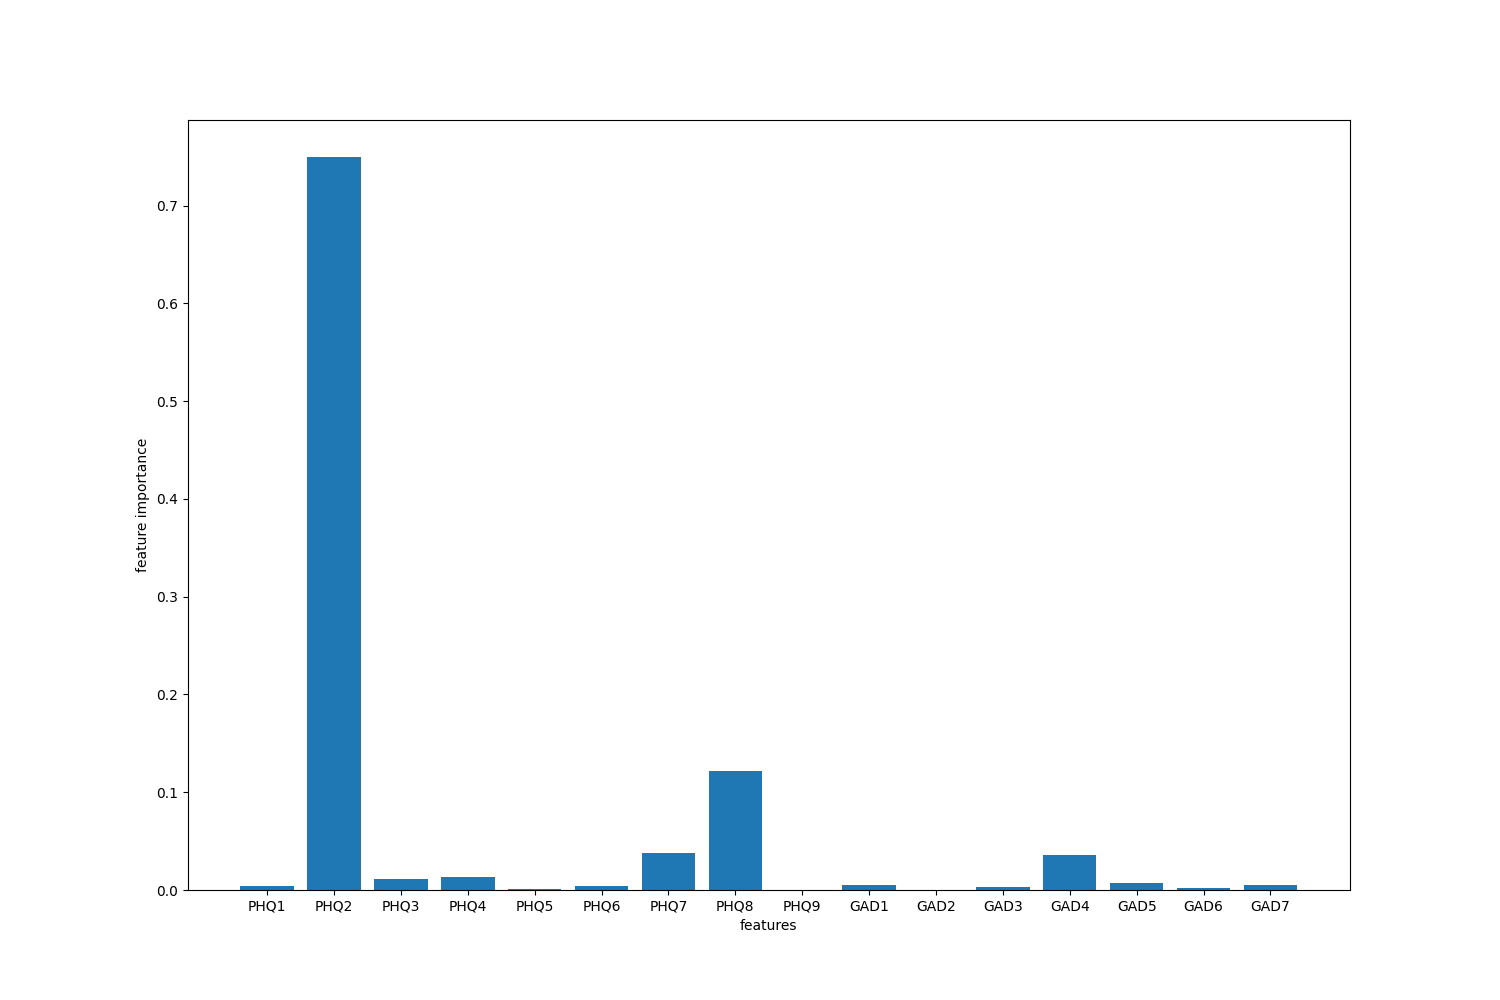 feature importance
0.7
0.6
0.5
0.4
0.3
0.2
0.1
0.0
PHQ1 PHQ2 PHQ3 PHQ4 PHQ5 PHQ6 PHQ7 PHQ8 PHQ9 GAD1 GAD2 GAD3 GAD4 GAD5 GAD6 GAD7
features